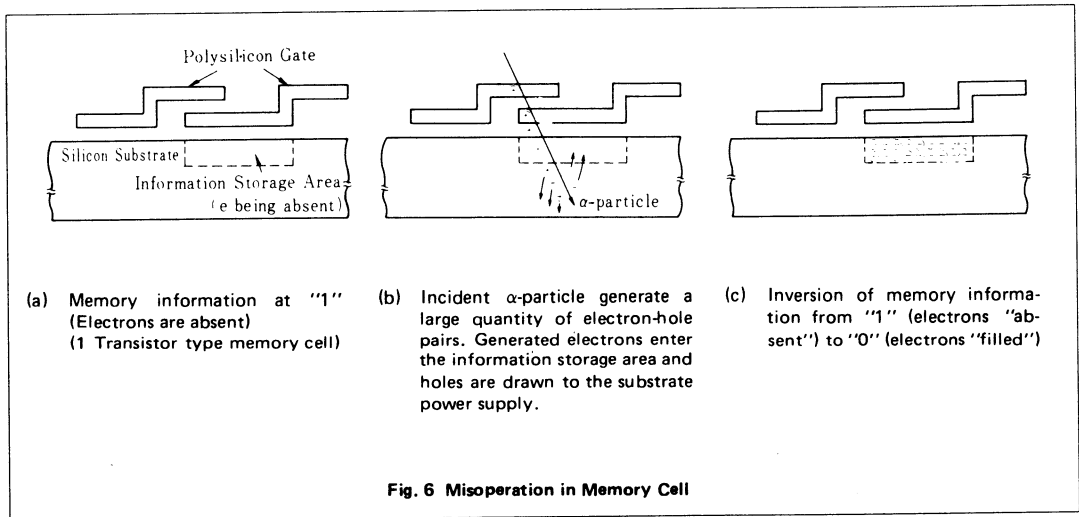 Polysilicon Gate
Silicon Substrate
Information Storage Area
(e being absent)
α-particle
(a) Memory information at "1"
(Electrons are absent)
(1 Transistor type memory cell)
(b) Incident α-particle generate a
large quantity of electron-hole
pairs. Generated electrons enter
the information storage area and
holes are drawn to the substrate
power supply.
(c) Inversion of memory informa-
tion from "1" (electrons "ab-
sent") to "0" (electrons "filled")
Fig. 6 Misoperation in Memory Cell